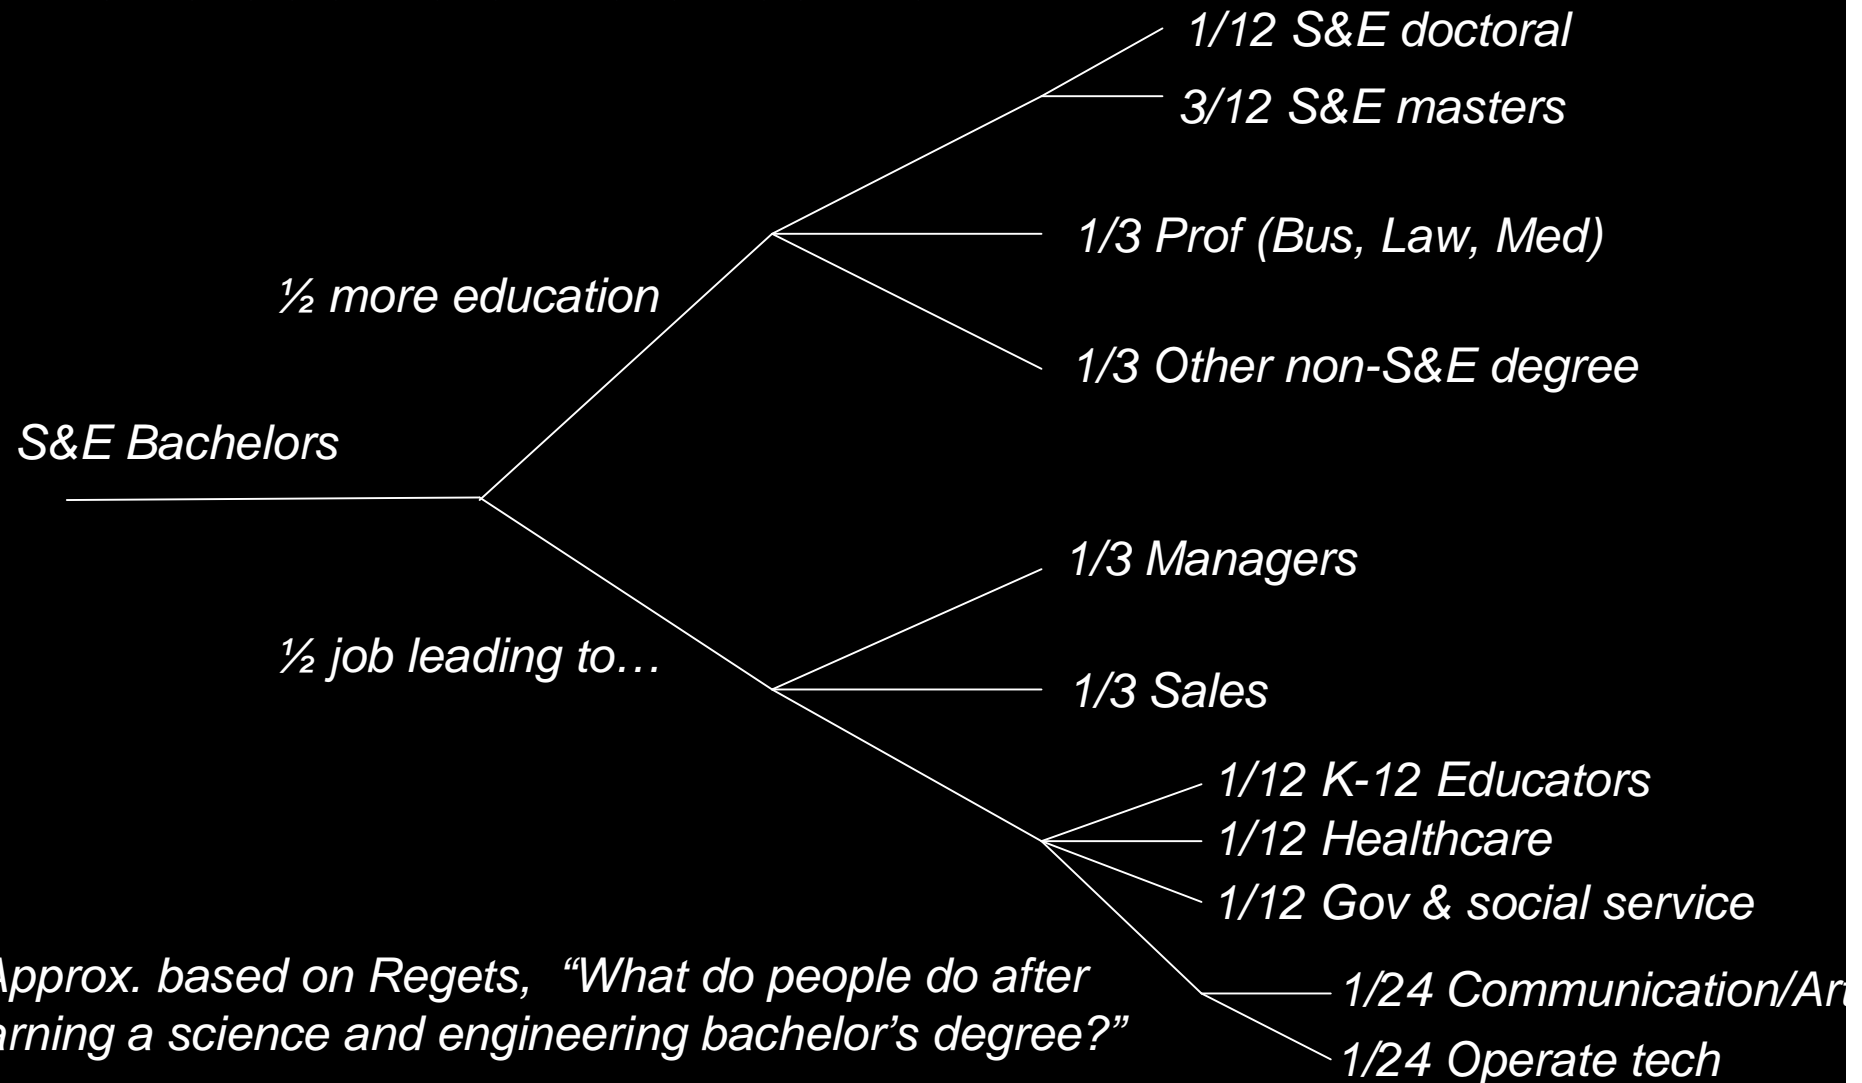 1/12 S&E doctoral
3/12 S&E masters
1/3 Prof (Bus, Law, Med)
½ more education
1/3 Other non-S&E degree
S&E Bachelors
1/3 Managers
½ job leading to…
1/3 Sales
1/12 K-12 Educators
1/12 Healthcare
1/12 Gov & social service
Approx. based on Regets, “What do people do after
arning a science and engineering bachelor’s degree?”
1/24 Communication/Art
1/24 Operate tech